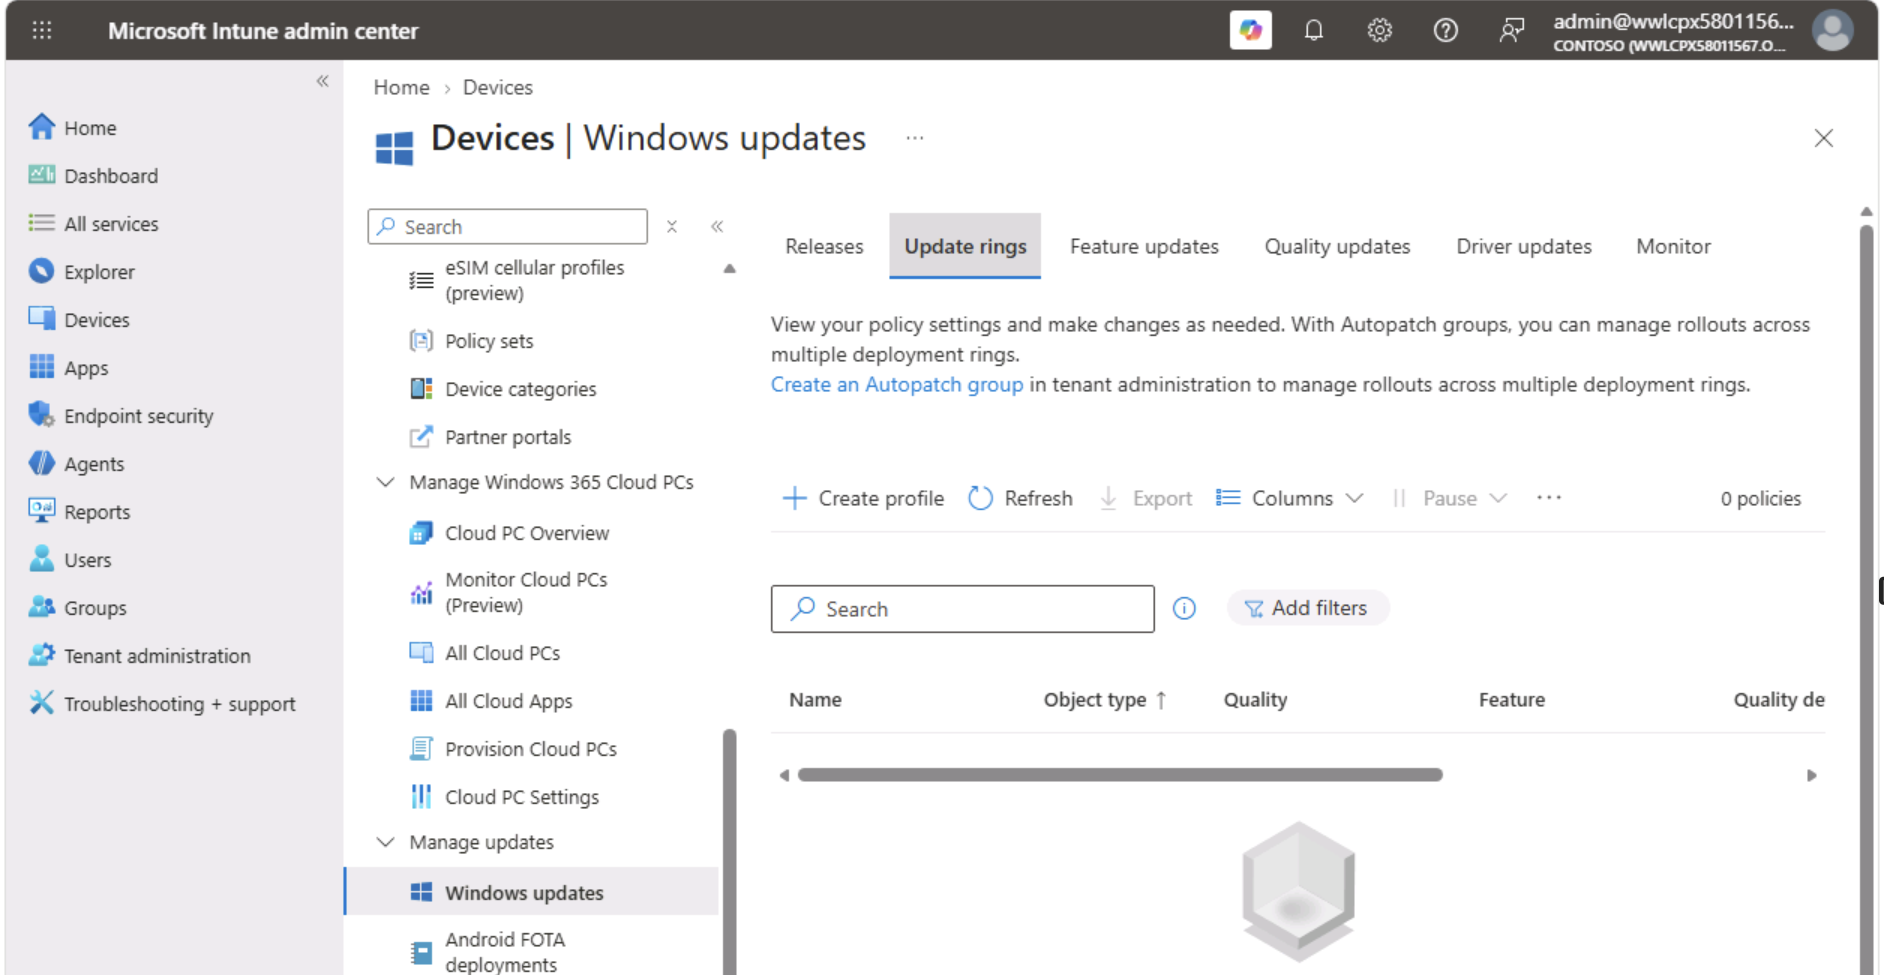 Microsoft Intune admin center
admin@wwlcpx5801156...
CONTOSO (WWLCPX58011567.O...
Home
Dashboard
All services
Explorer
Devices
Apps
Endpoint security
Agents
Reports
Users
Groups
Tenant administration
Troubleshooting + support
Home › Devices
Devices | Windows updates ...
Search
eSIM cellular profiles
(preview)
Policy sets
Device categories
Partner portals
Manage Windows 365 Cloud PCs
Cloud PC Overview
Monitor Cloud PCs
(Preview)
All Cloud PCs
All Cloud Apps
Provision Cloud PCs
Cloud PC Settings
Manage updates
Windows updates
Android FOTA
deployments
Releases Update rings Feature updates Quality updates Driver updates Monitor
View your policy settings and make changes as needed. With Autopatch groups, you can manage rollouts across
multiple deployment rings.
Create an Autopatch group in tenant administration to manage rollouts across multiple deployment rings.
Create profile Refresh Export Columns Pause ... 0 policies
Search Add filters
Name Object type ↑ Quality Feature Quality de